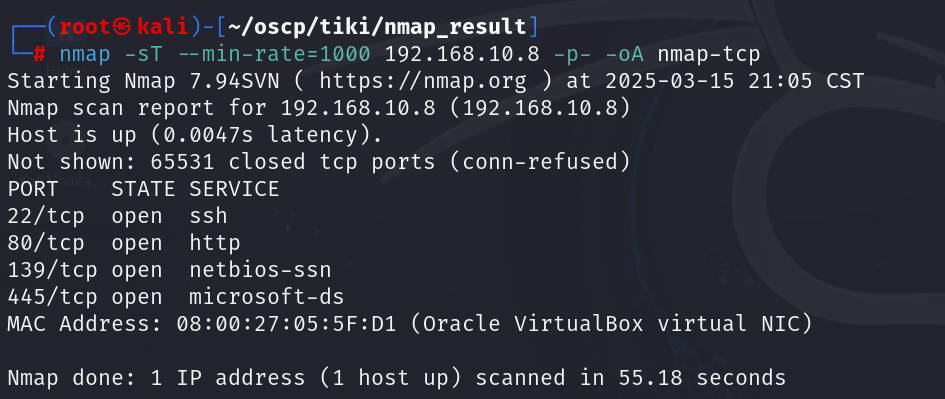 ┌──(root㉿kali)-[~/oscp/tiki/nmap_result]
└─# nmap -sT --min-rate=1000 192.168.10.8 -p- -oA nmap-tcp
Starting Nmap 7.94SVN ( https://nmap.org ) at 2025-03-15 21:05 CST
Nmap scan report for 192.168.10.8 (192.168.10.8)
Host is up (0.0047s latency).
Not shown: 65531 closed tcp ports (conn-refused)
PORT    STATE SERVICE
22/tcp  open  ssh
80/tcp  open  http
139/tcp open  netbios-ssn
445/tcp open  microsoft-ds
MAC Address: 08:00:27:05:5F:D1 (Oracle VirtualBox virtual NIC)
Nmap done: 1 IP address (1 host up) scanned in 55.18 seconds